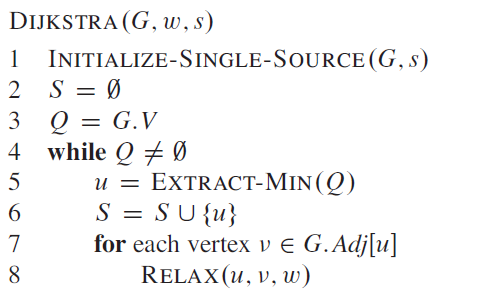 DIJKSTRA(G, w, s)
1 INITIALIZE-SINGLE-SOURCE(G, s)
2 S = ∅
3 Q = G.V
4 while Q ≠ ∅
5 u = EXTRACT-MIN(Q)
6 S = S ∪ {u}
7 for each vertex v ∈ G.Adj[u]
8 RELAX(u, v, w)